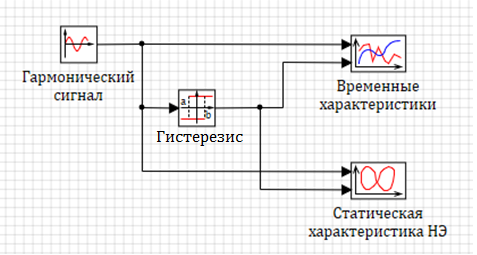 Гармонический
сигнал
Временные
характеристики
а
б
Гистерезис
Статическая
характеристика НЭ